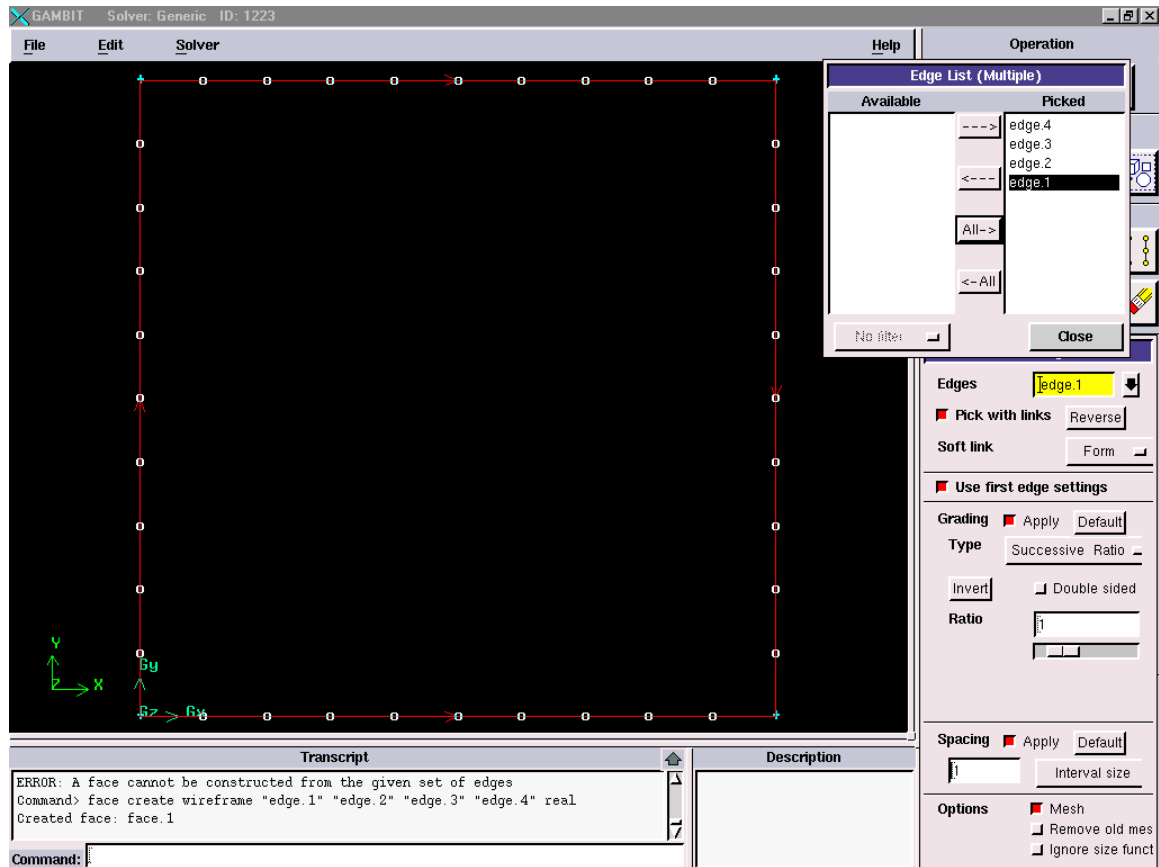 GAMBIT Solver: Generic ID: 1223
File Edit Solver Help
Operation
Edge List (Multiple)
Available Picked
--->
edge.4
edge.3
edge.2
<---
edge.1
All->
<-All
No filter
Close
Edges
edge.1
Pick with links
Reverse
Soft link
Form
Use first edge settings
Grading
Apply
Default
Type
Successive Ratio
Invert
Double sided
Ratio
1
Y
Z
X
Gy
Gz
Gx
Spacing
Apply
Default
1
Interval size
Options
Mesh
Remove old mes
Ignore size funct
Transcript
Description
ERROR: A face cannot be constructed from the given set of edges
Command> face create wireframe "edge.1" "edge.2" "edge.3" "edge.4" real
Created face: face.1
Command: